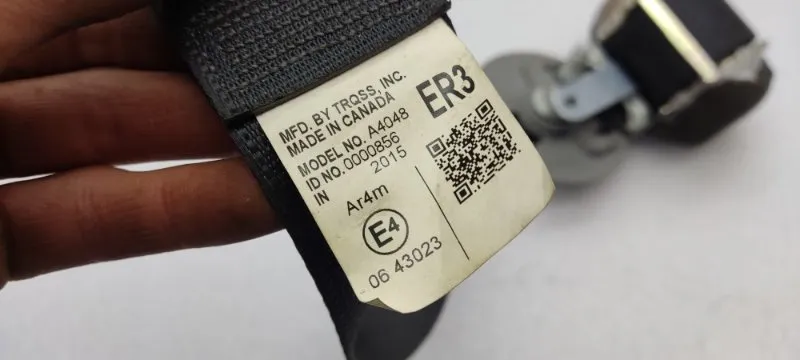 MFD. BY TRQSS, INC.
MADE IN CANADA
ER3
MODEL NO. A4048
ID NO. 0000856
IN 2015
Ar4m
E4
06 43023